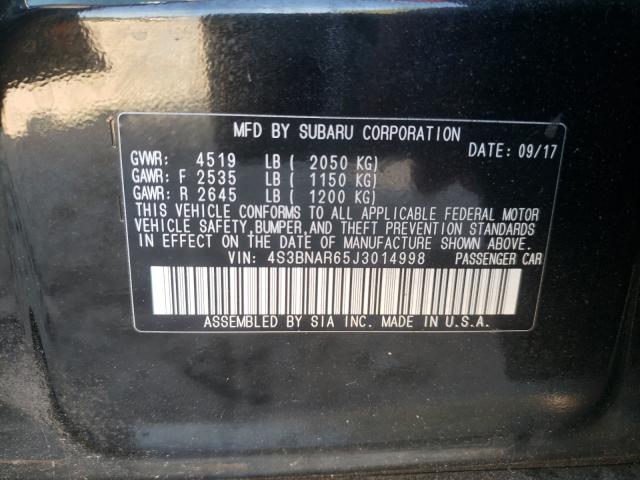 MFD BY SUBARU CORPORATION
DATE: 09/17
GVWR: 4519 LB ( 2050 KG)
GAWR: F 2535 LB ( 1150 KG)
GAWR: R 2645 LB ( 1200 KG)
THIS VEHICLE CONFORMS TO ALL APPLICABLE FEDERAL MOTOR
VEHICLE SAFETY,BUMPER,AND THEFT PREVENTION STANDARDS
IN EFFECT ON THE DATE OF MANUFACTURE SHOWN ABOVE.
VIN: 4S3BNAR65J3014998 PASSENGER CAR
ASSEMBLED BY SIA INC. MADE IN U.S.A.